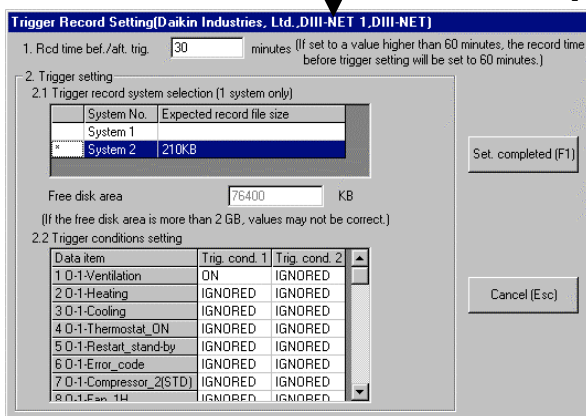 Trigger Record Setting(Daikin Industries, Ltd.,DIII-NET 1,DIII-NET)
1. Rcd time bef./aft. trig. 30 minutes (If set to a value higher than 60 minutes, the record time
before trigger setting will be set to 60 minutes.)
2. Trigger setting
2.1 Trigger record system selection (1 system only)
System No. Expected record file size
System 1
* System 2 210KB
Set. completed (F1)
Free disk area 76400 KB
(If the free disk area is more than 2 GB, values may not be correct.)
2.2 Trigger conditions setting
Data item Trig. cond. 1 Trig. cond. 2
1 O-1-Ventilation ON IGNORED
2 O-1-Heating IGNORED IGNORED
3 O-1-Cooling IGNORED IGNORED
Cancel (Esc)
4 O-1-Thermostat_ON IGNORED IGNORED
5 O-1-Restart_stand-by IGNORED IGNORED
6 O-1-Error_code IGNORED IGNORED
7 O-1-Compressor_2(STD) IGNORED IGNORED
8 O-1-Fan_1H IGNORED IGNORED